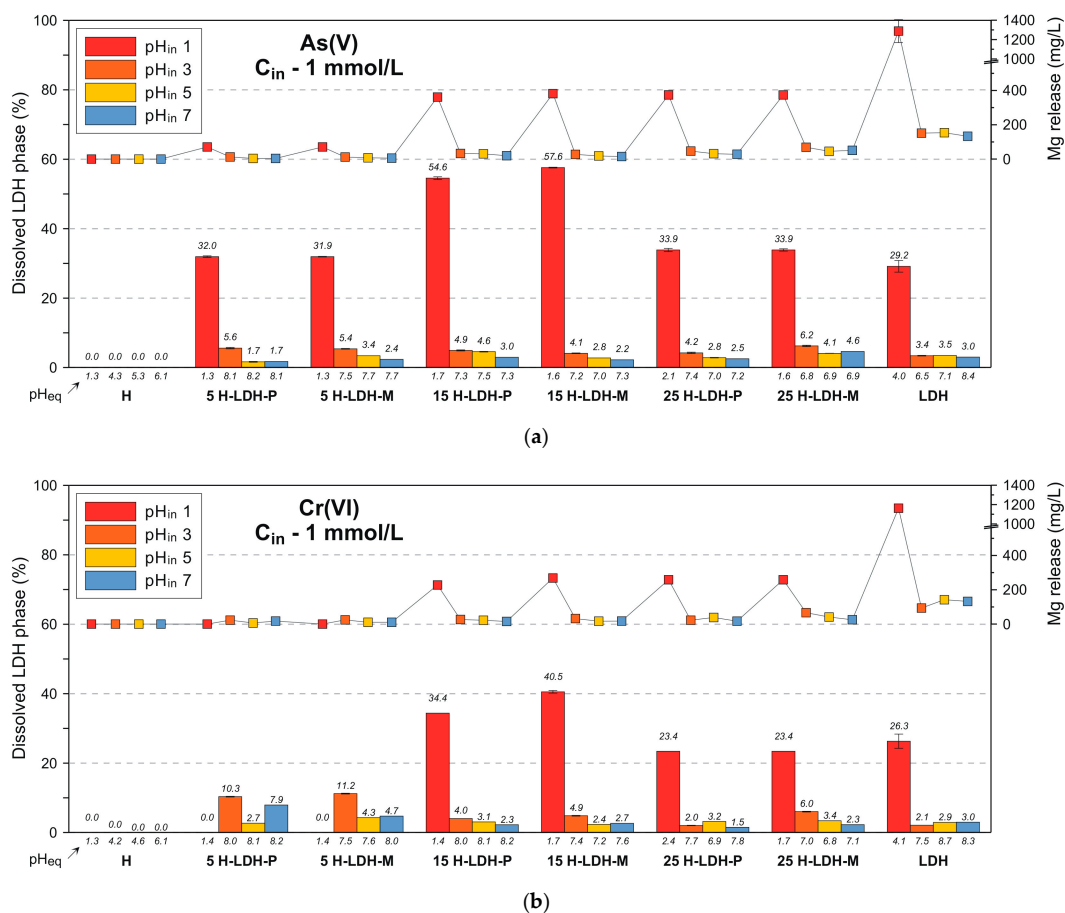 As(V)
C_in - 1 mmol/L
pH_in 1
pH_in 3
pH_in 5
pH_in 7
Dissolved LDH phase (%)
100
80
60
40
20
0
Mg release (mg/L)
1400
1200
1000
400
200
0
0.0 0.0 0.0 0.0
32.0 5.6 1.7 1.7
31.9 5.4 3.4 2.4
54.6 4.9 4.6 3.0
57.6 4.1 2.8 2.2
33.9 4.2 2.8 2.5
33.9 6.2 4.1 4.6
29.2 3.4 3.5 3.0
pH_eq 1.3 4.3 5.3 6.1 1.3 8.1 8.2 8.1 1.3 7.5 7.7 7.7 1.7 7.3 7.5 7.3 1.6 7.2 7.0 7.3 2.1 7.4 7.0 7.2 1.6 6.8 6.9 6.9 4.0 6.5 7.1 8.4
H 5 H-LDH-P 5 H-LDH-M 15 H-LDH-P 15 H-LDH-M 25 H-LDH-P 25 H-LDH-M LDH
(a)
Cr(VI)
C_in - 1 mmol/L
pH_in 1
pH_in 3
pH_in 5
pH_in 7
Dissolved LDH phase (%)
100
80
60
40
20
0
Mg release (mg/L)
1400
1200
1000
400
200
0
0.0 0.0 0.0 0.0
0.0 10.3 2.7 7.9
0.0 11.2 4.3 4.7
34.4 4.0 3.1 2.3
40.5 4.9 2.4 2.7
23.4 2.0 3.2 1.5
23.4 6.0 3.4 2.3
26.3 2.1 2.9 3.0
pH_eq 1.3 4.2 4.6 6.1 1.4 8.0 8.1 8.2 1.4 7.5 7.6 8.0 1.4 8.0 8.1 8.2 1.7 7.4 7.2 7.6 2.4 7.7 6.9 7.8 1.7 7.0 6.8 7.1 4.1 7.5 8.7 8.3
H 5 H-LDH-P 5 H-LDH-M 15 H-LDH-P 15 H-LDH-M 25 H-LDH-P 25 H-LDH-M LDH
(b)